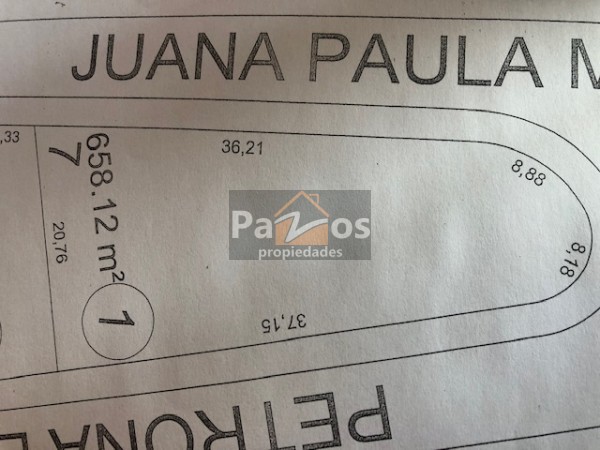 JUANA PAULA M
,33
36,21
8,88
658.12 m²
7
20,76
1
8,18
37,15
PaZos
propiedades
PETRONA